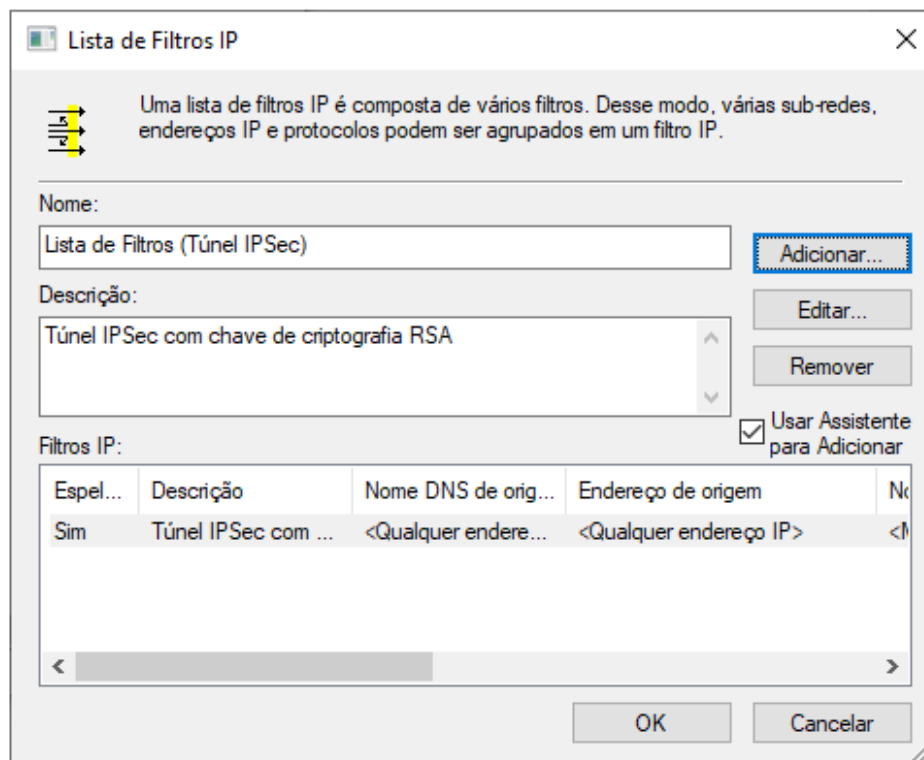 Lista de Filtros IP
Uma lista de filtros IP é composta de vários filtros. Desse modo, várias sub-redes,
endereços IP e protocolos podem ser agrupados em um filtro IP.
Nome:
Lista de Filtros (Túnel IPSec)
Adicionar...
Descrição:
Túnel IPSec com chave de criptografia RSA
Editar...
Remover
Usar Assistente
para Adicionar
Filtros IP:
Espel... Descrição Nome DNS de orig... Endereço de origem
Sim Túnel IPSec com ... <Qualquer endere... <Qualquer endereço IP>
OK Cancelar